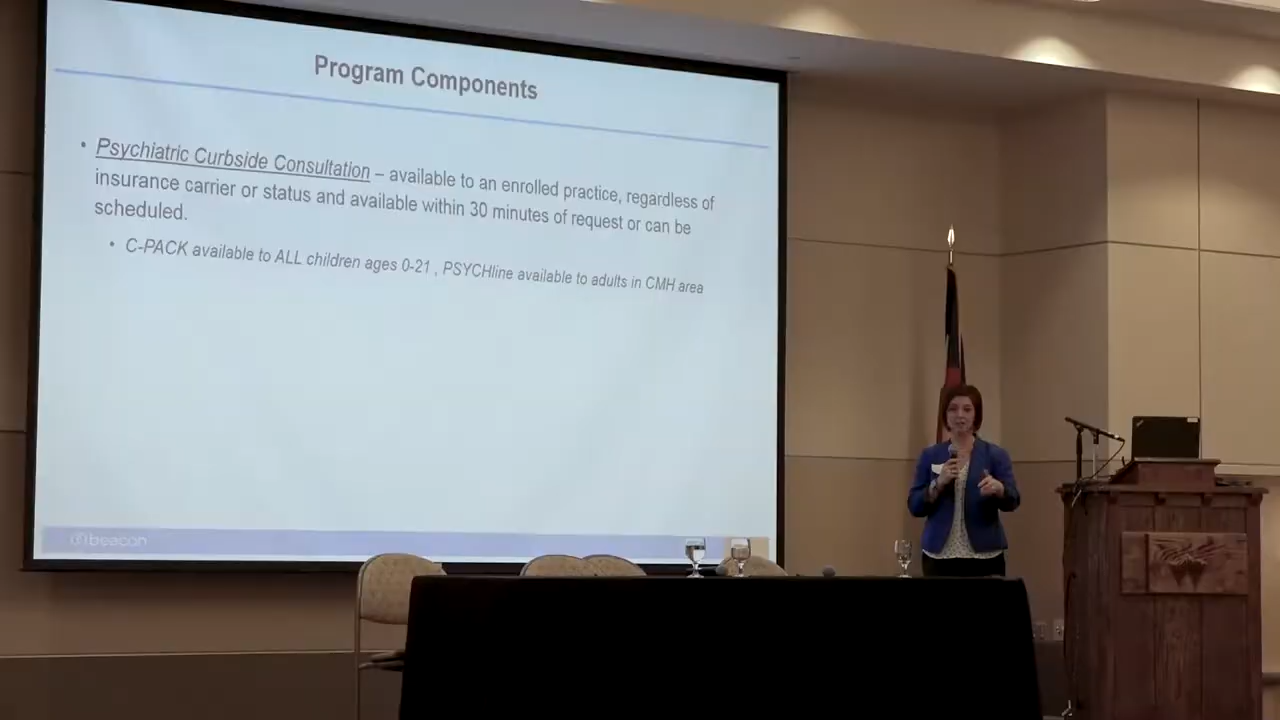 Program Components
• Psychiatric Curbside Consultation – available to an enrolled practice, regardless of
insurance carrier or status and available within 30 minutes of request or can be
scheduled.
• C-PACK available to ALL children ages 0-21 , PSYCHline available to adults in CMH area
beacon